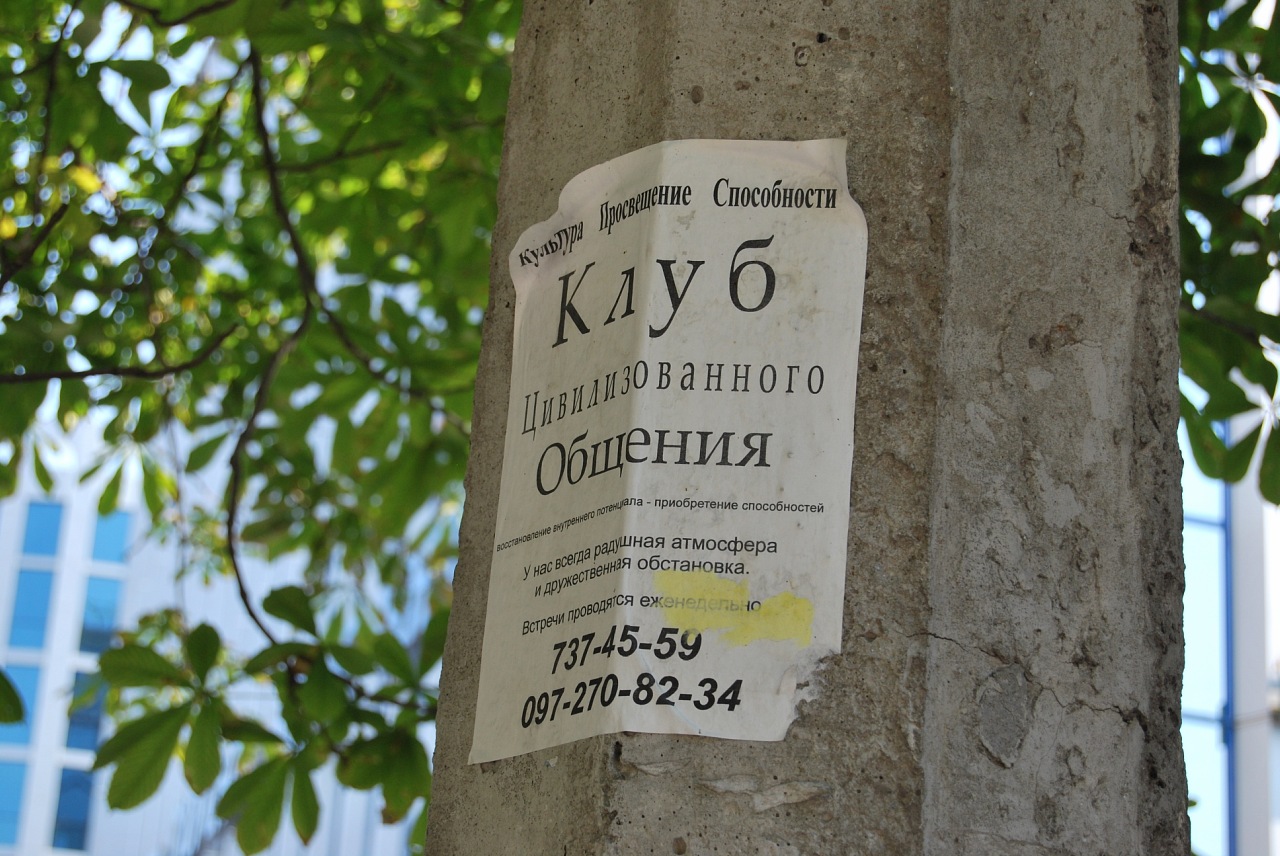 Культура Просвещение Способности
Клуб
Цивилизованного
Общения
восстановление внутреннего потенциала - приобретение способностей
У нас всегда радушная атмосфера
и дружественная обстановка.
Встречи проводятся еженедельно
737-45-59
097-270-82-34